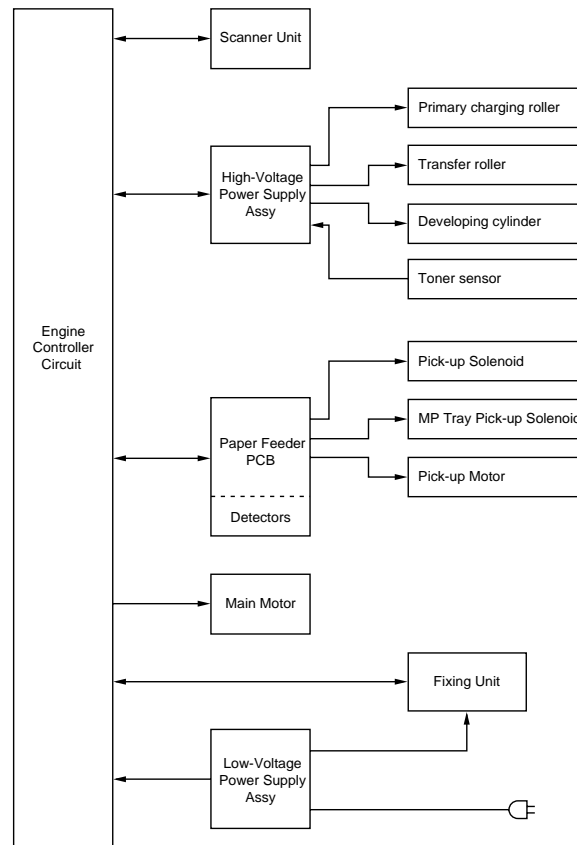 Scanner Unit
Primary charging roller
High-Voltage
Power Supply
Assy
Transfer roller
Developing cylinder
Toner sensor
Engine
Controller
Circuit
Pick-up Solenoid
Paper Feeder
PCB
MP Tray Pick-up Solenoid
Pick-up Motor
Detectors
Main Motor
Fixing Unit
Low-Voltage
Power Supply
Assy